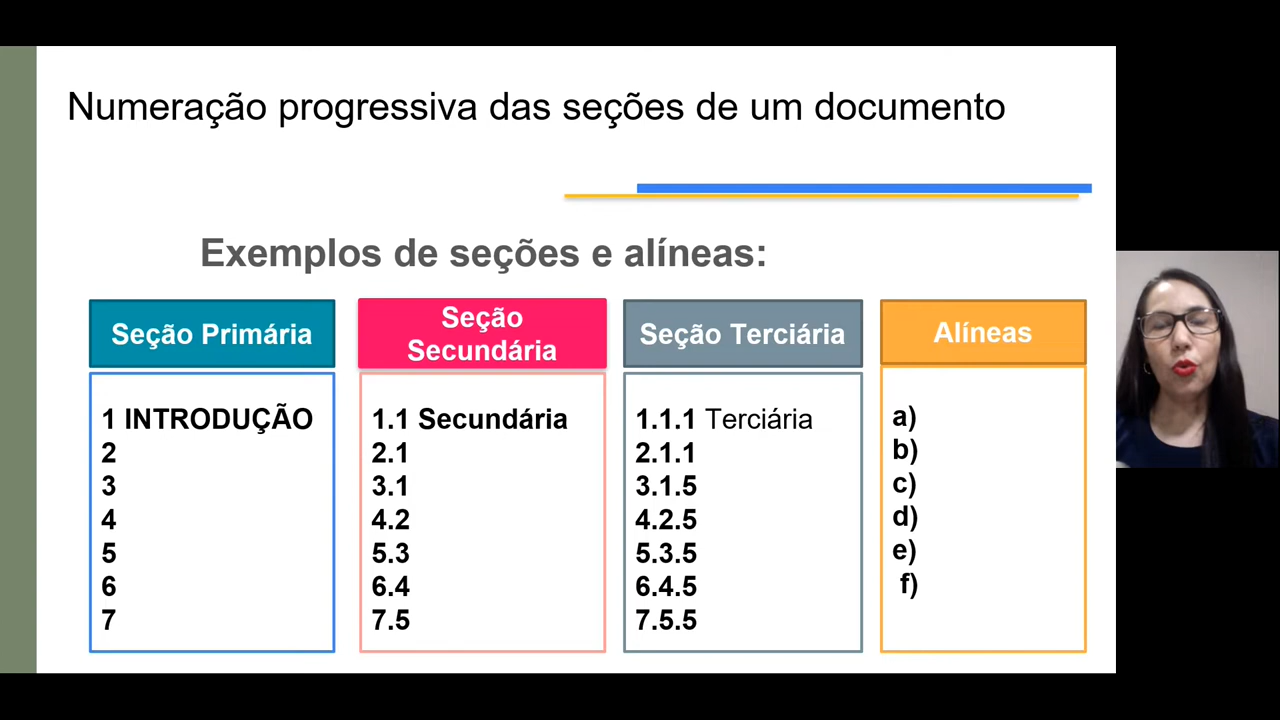 Numeração progressiva das seções de um documento
Exemplos de seções e alíneas:
Seção Primária
1 INTRODUÇÃO
2
3
4
5
6
7
Seção
Secundária
1.1 Secundária
2.1
3.1
4.2
5.3
6.4
7.5
Seção Terciária
1.1.1 Terciária
2.1.1
3.1.5
4.2.5
5.3.5
6.4.5
7.5.5
Alíneas
a)
b)
c)
d)
e)
f)